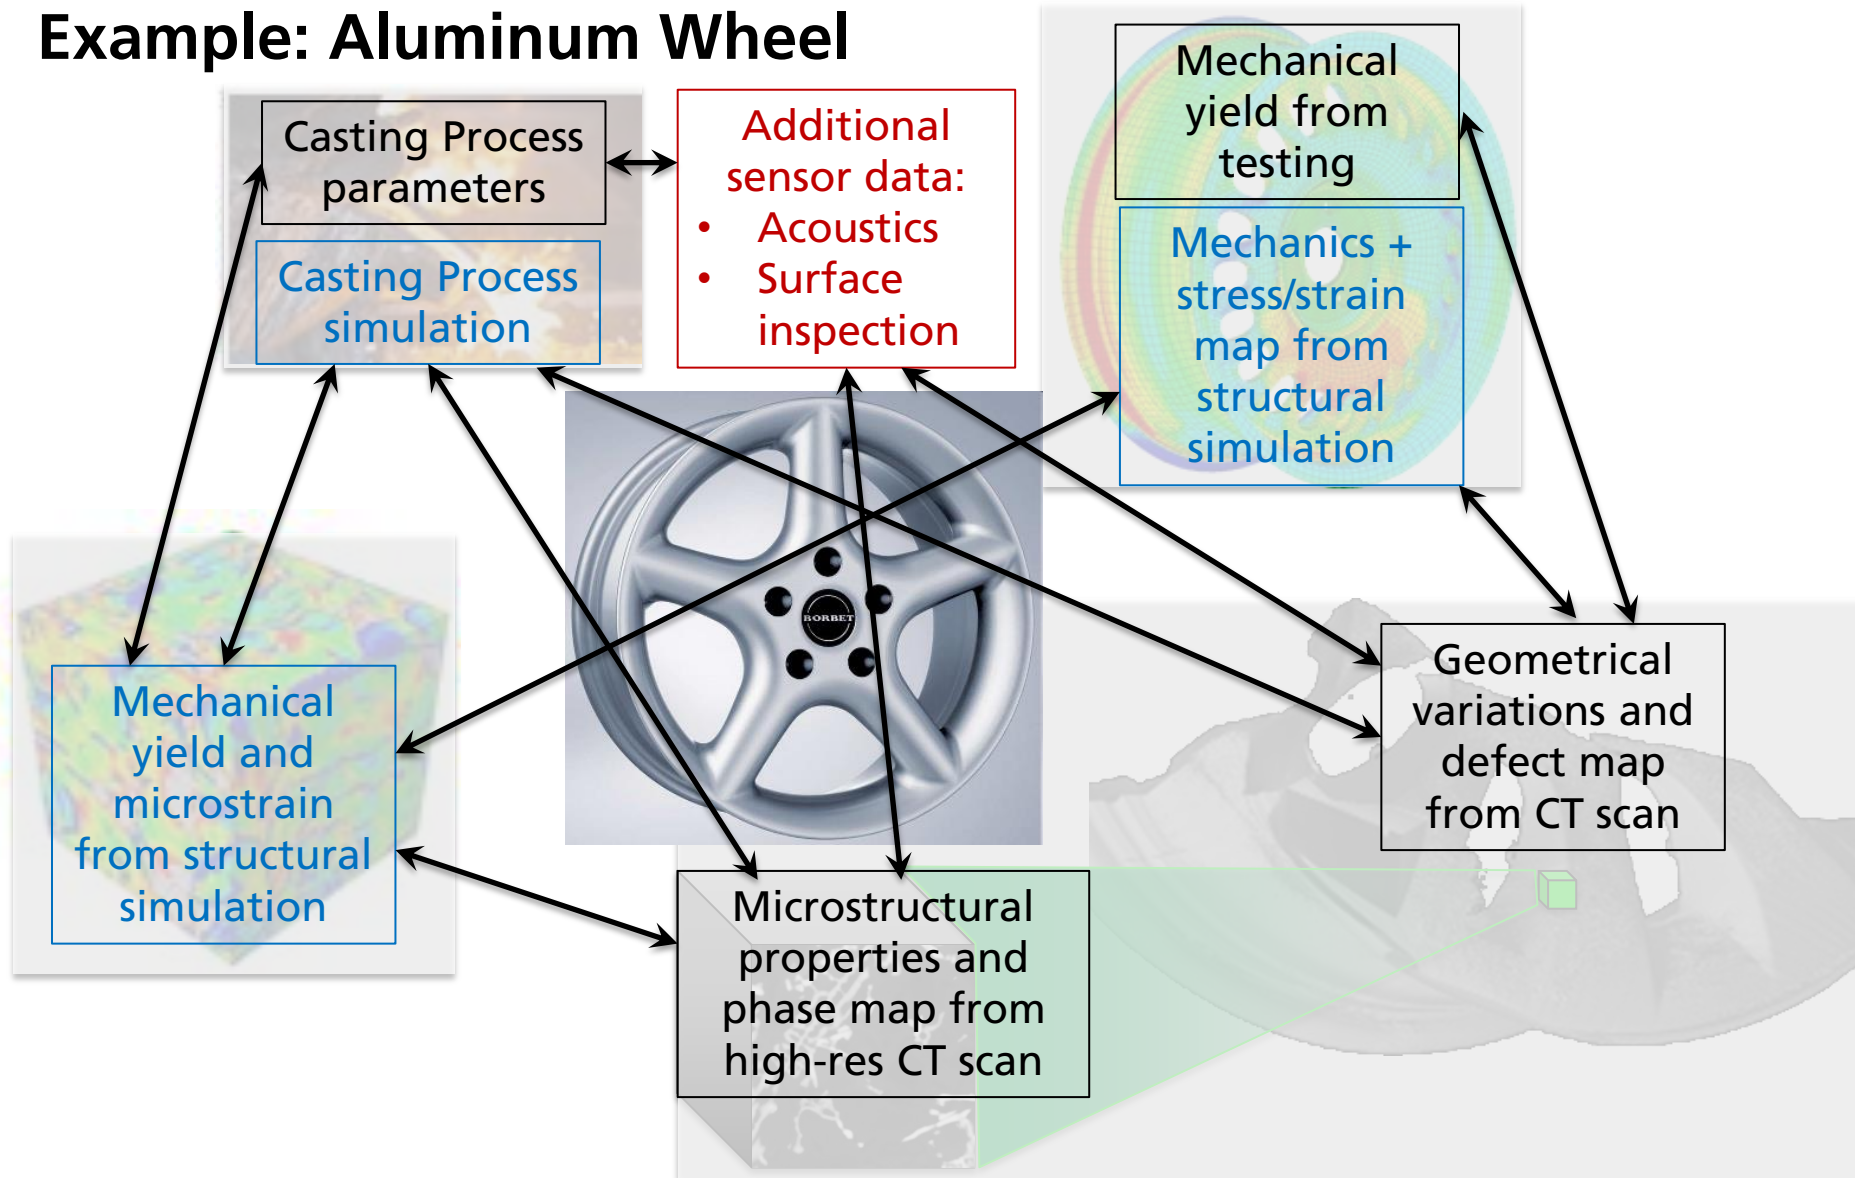 Example: Aluminum Wheel
Casting Process
parameters
Casting Process
simulation
Additional
sensor data:
• Acoustics
• Surface
inspection
Mechanical
yield from
testing
Mechanics +
stress/strain
map from
structural
simulation
BORBET
Mechanical
yield and
microstrain
from structural
simulation
Microstructural
properties and
phase map from
high-res CT scan
Geometrical
variations and
defect map
from CT scan